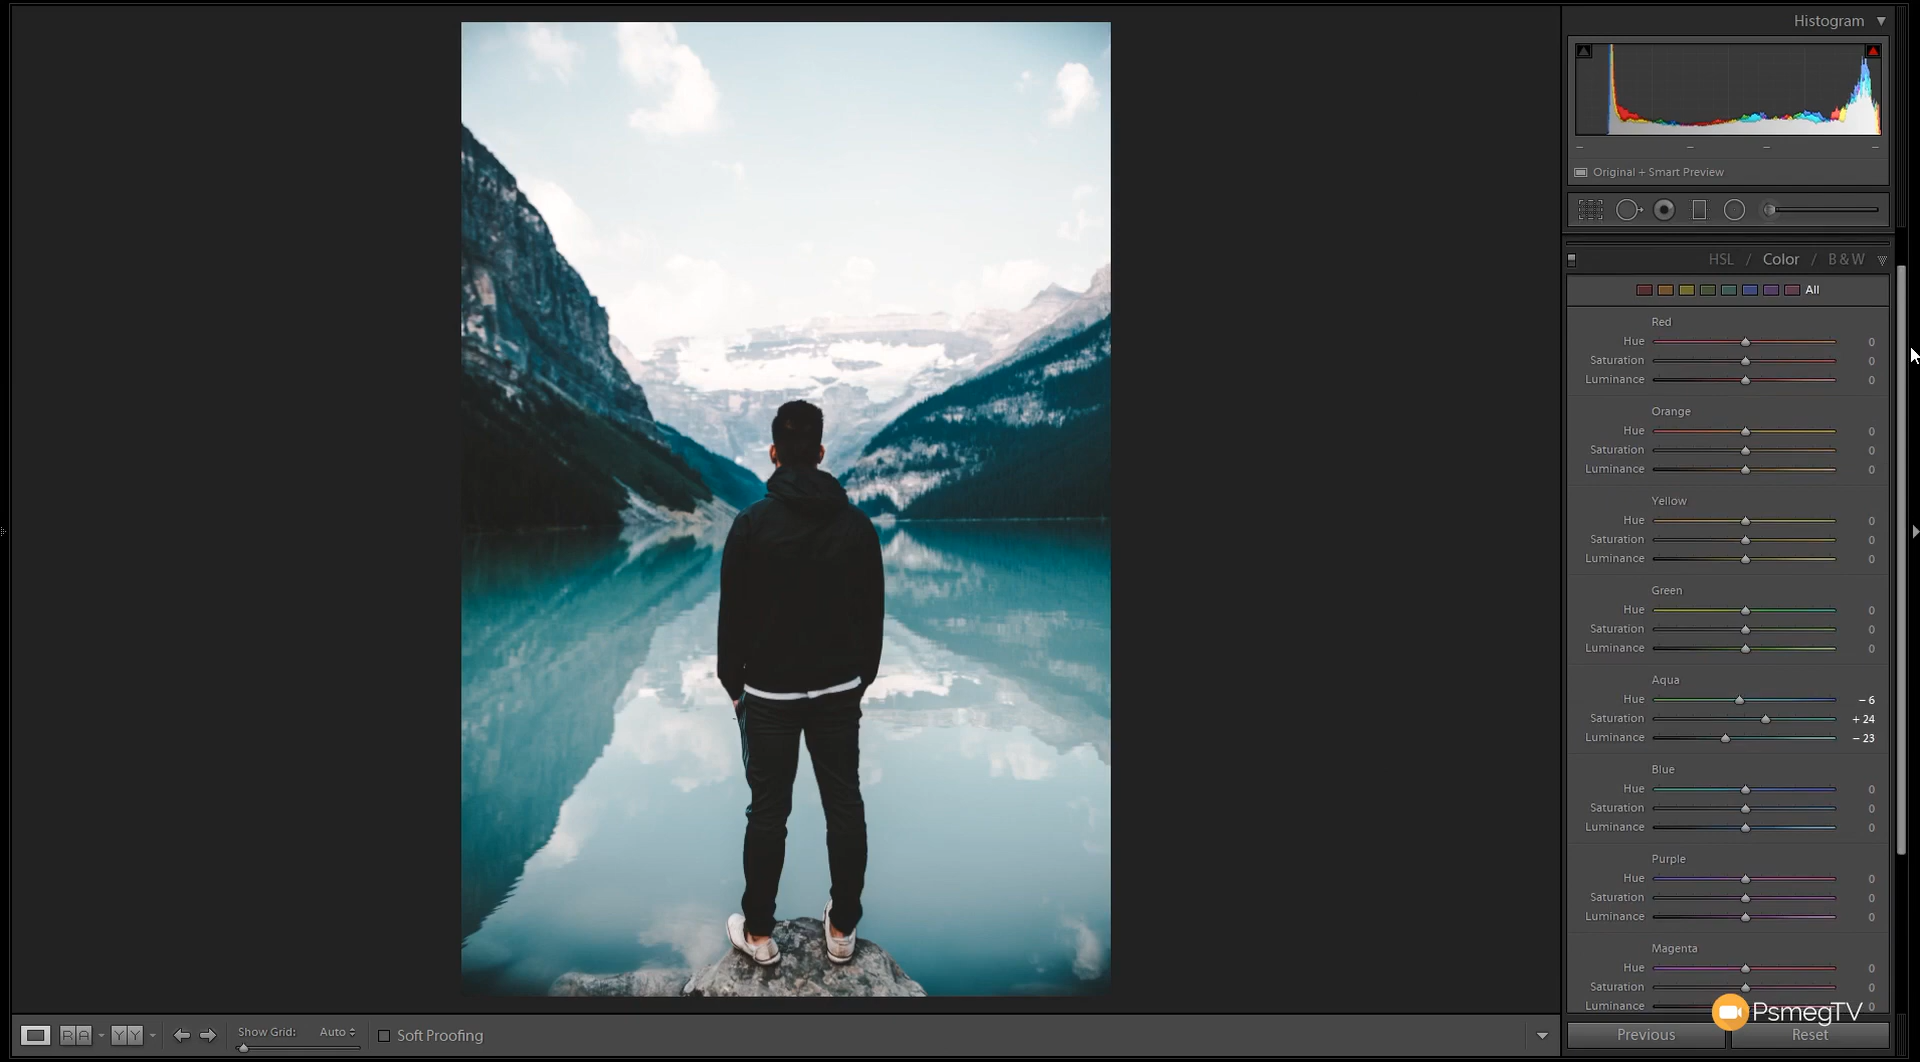 Histogram
Original + Smart Preview
HSL / Color / B & W
All
Red
Hue 0
Saturation 0
Luminance 0
Orange
Hue 0
Saturation 0
Luminance 0
Yellow
Hue 0
Saturation 0
Luminance 0
Green
Hue 0
Saturation 0
Luminance 0
Aqua
Hue – 6
Saturation + 24
Luminance – 23
Blue
Hue 0
Saturation 0
Luminance 0
Purple
Hue 0
Saturation 0
Luminance 0
Magenta
Hue 0
Saturation 0
Luminance
PsmegTV
R A Y Y Show Grid: Auto Soft Proofing
Previous Reset